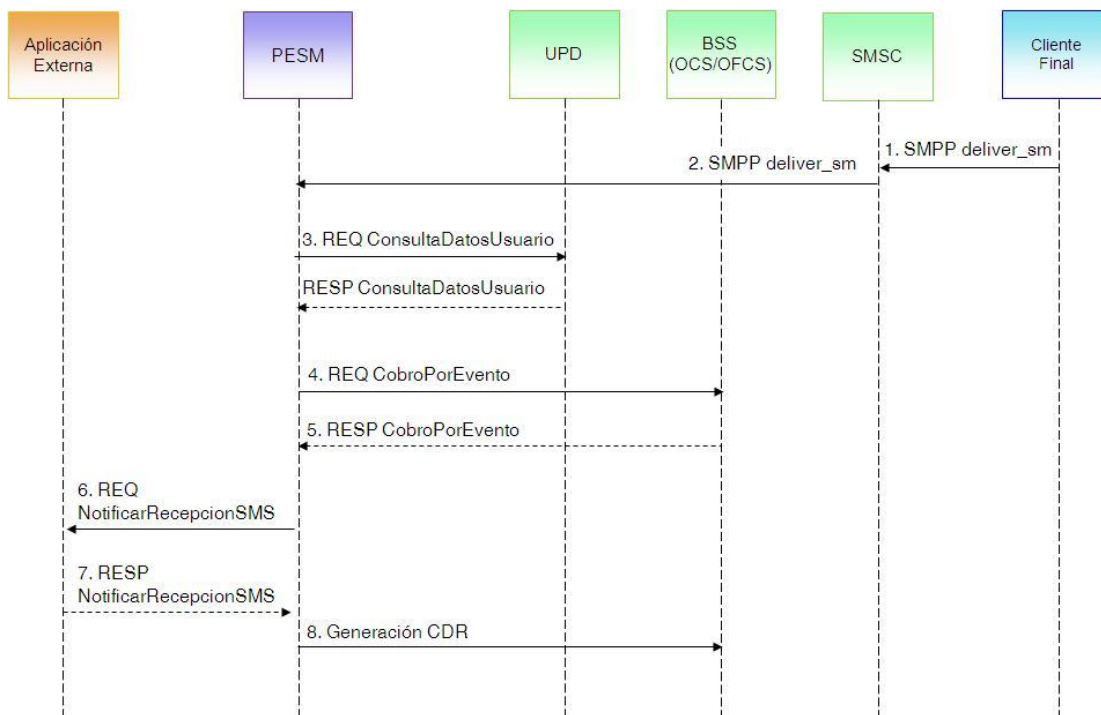 Aplicación
Externa
PESM
UPD
BSS
(OCS/OFCS)
SMSC
Cliente
Final
1. SMPP deliver_sm
2. SMPP deliver_sm
3. REQ ConsultaDatosUsuario
RESP ConsultaDatosUsuario
4. REQ CobroPorEvento
5. RESP CobroPorEvento
6. REQ
NotificarRecepcionSMS
7. RESP
NotificarRecepcionSMS
8. Generación CDR